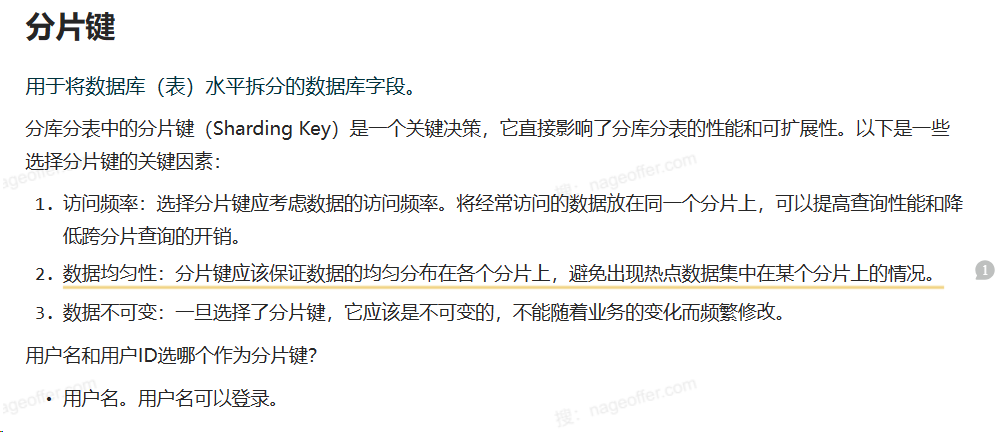 分片键
用于将数据库（表）水平拆分的数据库字段。
分库分表中的分片键（Sharding Key）是一个关键决策，它直接影响了分库分表的性能和可扩展性。以下是一些
选择分片键的关键因素：
1. 访问频率：选择分片键应考虑数据的访问频率。将经常访问的数据放在同一个分片上，可以提高查询性能和降
低跨分片查询的开销。
2. 数据均匀性：分片键应该保证数据的均匀分布在各个分片上，避免出现热点数据集中在某个分片上的情况。
1
3. 数据不可变：一旦选择了分片键，它应该是不可变的，不能随着业务的变化而频繁修改。
用户名和用户ID选哪个作为分片键？
• 用户名。用户名可以登录。
nageoffer.com
搜：nageoffer.com
nageoffer.com
搜：nageoffer.com